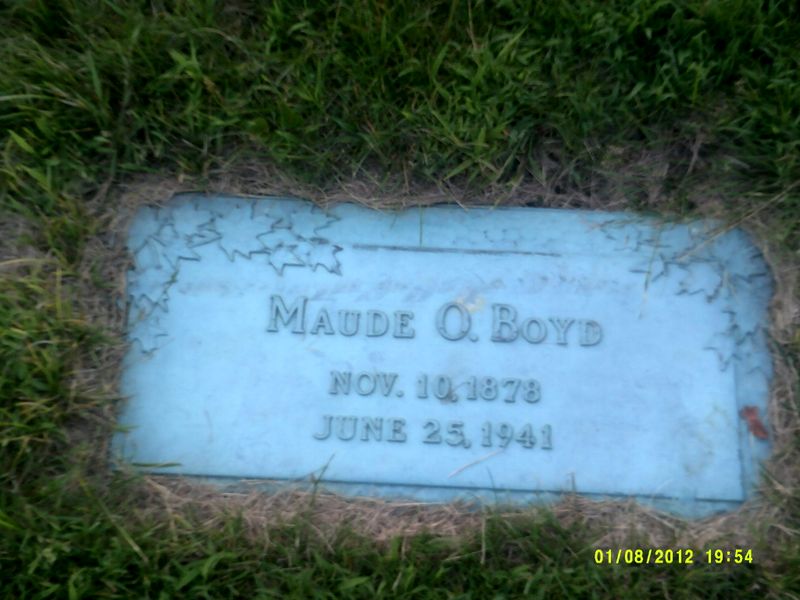 MAUDE O. BOYD
NOV. 10, 1878
JUNE 25, 1941
01/08/2012 19:54